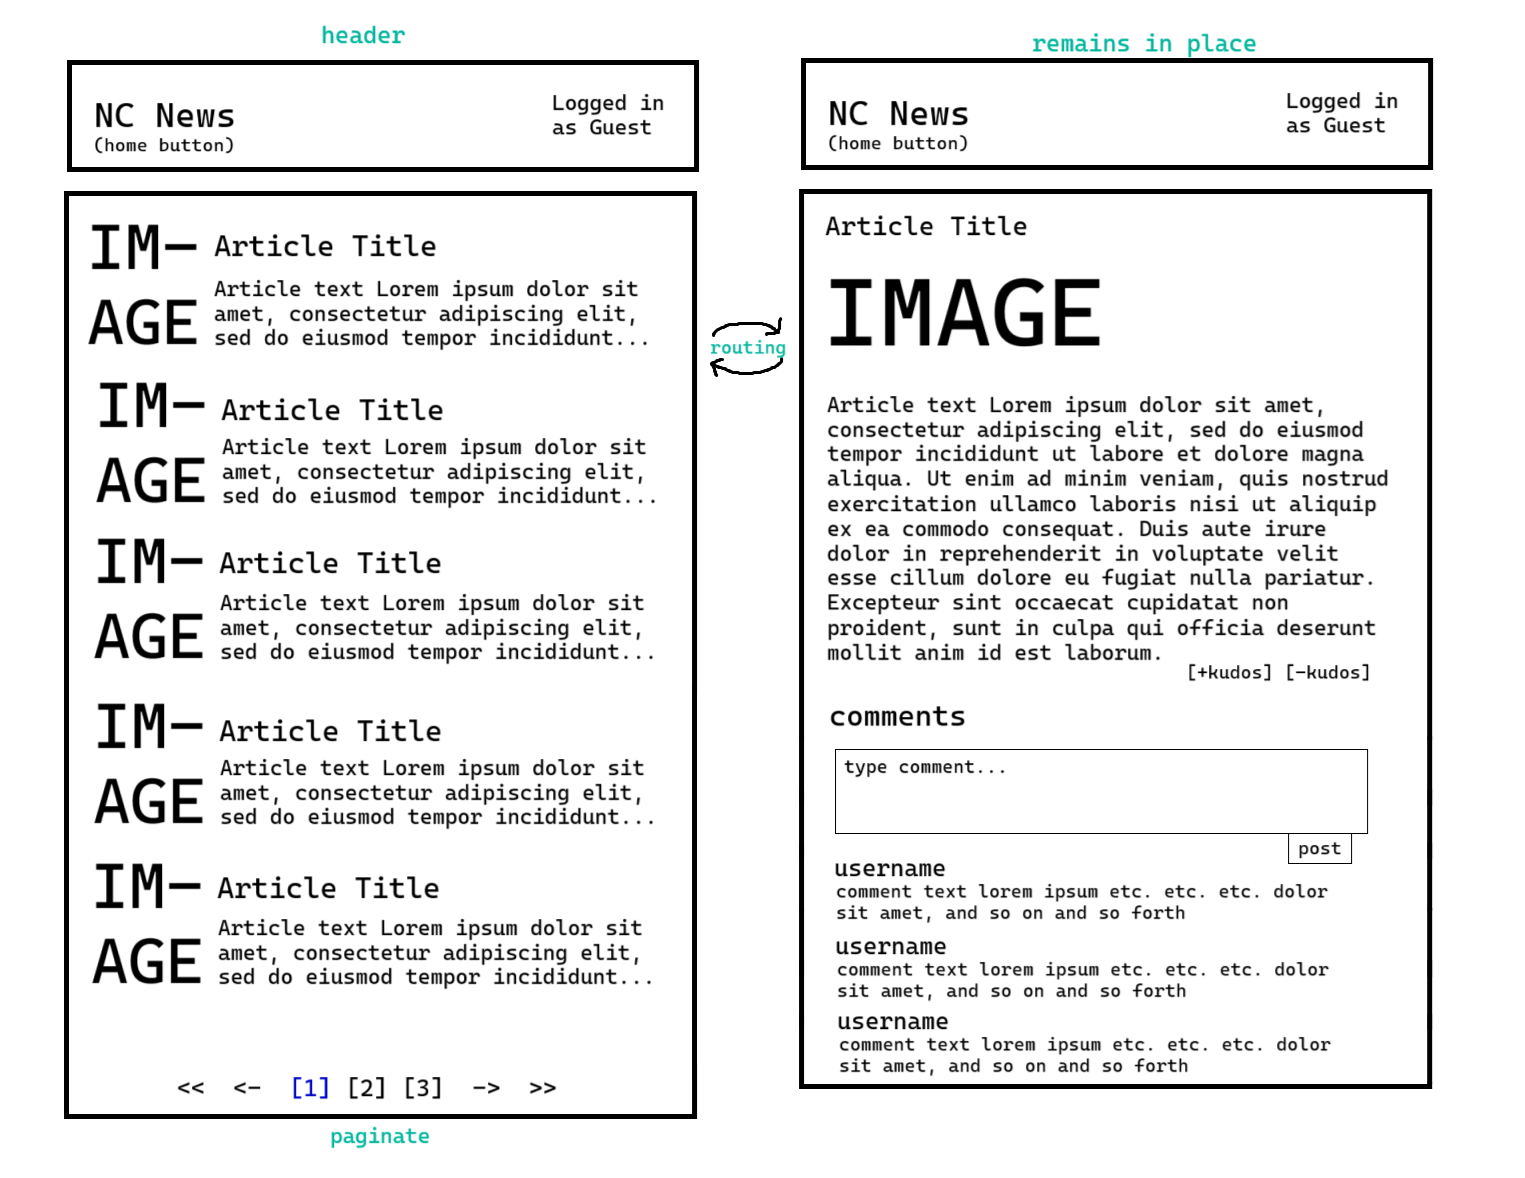 header
NC News
(home button)
Logged in
as Guest
IM-
AGE
Article Title
Article text Lorem ipsum dolor sit
amet, consectetur adipiscing elit,
sed do eiusmod tempor incididunt...
IM-
AGE
Article Title
Article text Lorem ipsum dolor sit
amet, consectetur adipiscing elit,
sed do eiusmod tempor incididunt...
IM-
AGE
Article Title
Article text Lorem ipsum dolor sit
amet, consectetur adipiscing elit,
sed do eiusmod tempor incididunt...
IM-
AGE
Article Title
Article text Lorem ipsum dolor sit
amet, consectetur adipiscing elit,
sed do eiusmod tempor incididunt...
IM-
AGE
Article Title
Article text Lorem ipsum dolor sit
amet, consectetur adipiscing elit,
sed do eiusmod tempor incididunt...
<< <- [1] [2] [3] -> >>
paginate
routing
remains in place
NC News
(home button)
Logged in
as Guest
Article Title
IMAGE
Article text Lorem ipsum dolor sit amet,
consectetur adipiscing elit, sed do eiusmod
tempor incididunt ut labore et dolore magna
aliqua. Ut enim ad minim veniam, quis nostrud
exercitation ullamco laboris nisi ut aliquip
ex ea commodo consequat. Duis aute irure
dolor in reprehenderit in voluptate velit
esse cillum dolore eu fugiat nulla pariatur.
Excepteur sint occaecat cupidatat non
proident, sunt in culpa qui officia deserunt
mollit anim id est laborum.
[+kudos] [-kudos]
comments
type comment...
post
username
comment text lorem ipsum etc. etc. etc. dolor
sit amet, and so on and so forth
username
comment text lorem ipsum etc. etc. etc. dolor
sit amet, and so on and so forth
username
comment text lorem ipsum etc. etc. etc. dolor
sit amet, and so on and so forth